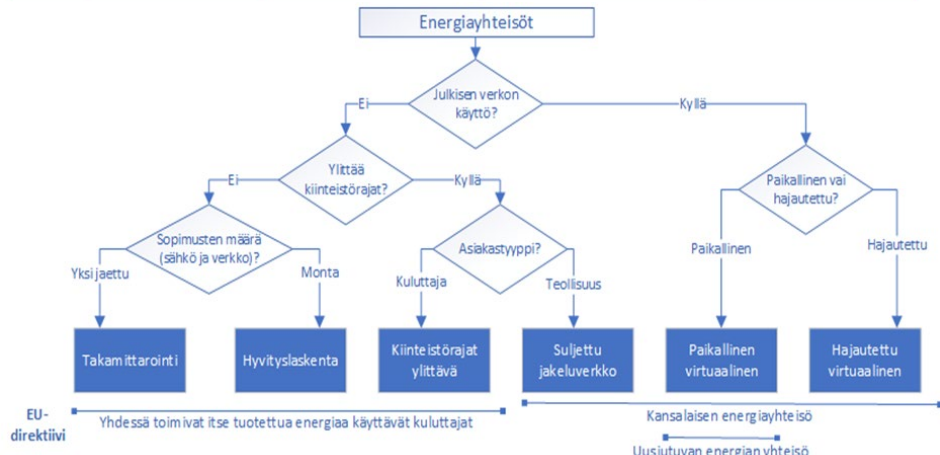 Energiayhteisöt
Julkisen verkon
käyttö?
Ei
Kyllä
Ylittää
kiinteistörajat?
Paikallinen vai
hajautettu?
Ei
Kyllä
Sopimusten määrä
(sähkö ja verkko)?
Asiakastyyppi?
Paikallinen
Hajautettu
Yksi jaettu
Monta
Kuluttaja
Teollisuus
Takamittarointi
Hyvityslaskenta
Kiinteistörajat
ylittävä
Suljettu
jakeluverkko
Paikallinen
virtuaalinen
Hajautettu
virtuaalinen
EU-
direktiivi
Yhdessä toimivat itse tuotettua energiaa käyttävät kuluttajat
Kansalaisen energiayhteisö
Uusiutuvan energian yhteisö